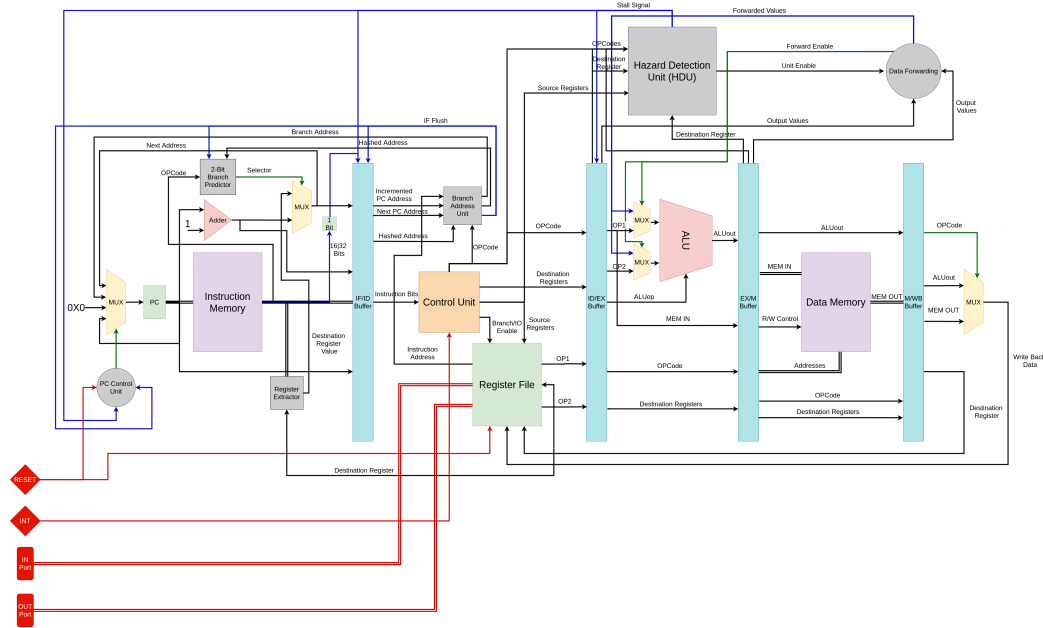 Stall Signal
Forwarded Values
OPCodes
Forward Enable
Destination
Register
Hazard Detection
Unit (HDU)
Unit Enable
Data Forwarding
Source Registers
Output
Values
IF Flush
Output Values
Branch Address
Destination Register
Next Address
Hashed Address
OPCode
2-Bit
Branch
Predictor
Selector
MUX
Adder
1
1
Bit
16|32
Bits
Incremented
PC Address
Next PC Address
Hashed Address
Branch
Address
Unit
OPCode
OPCode
OP1
MUX
OP2
MUX
ALU
ALUout
ALUout
OPCode
0X0
MUX
PC
Instruction
Memory
IF/ID
Buffer
Instruction Bits
Control Unit
Destination
Registers
ID/EX
Buffer
ALUop
EX/M
Buffer
MEM IN
Data Memory
MEM OUT
M/WB
Buffer
ALUout
MEM OUT
MUX
R/W Control
MEM IN
Branch/IO
Enable
Source
Registers
Destination
Register
Value
Instruction
Address
Register File
OP1
OP2
OPCode
Addresses
OPCode
Destination Registers
Destination Registers
Write Bacl
Data
Destination
Register
PC Control
Unit
Register
Extractor
Destination Register
RESET
INT
IN
Port
OUT
Port